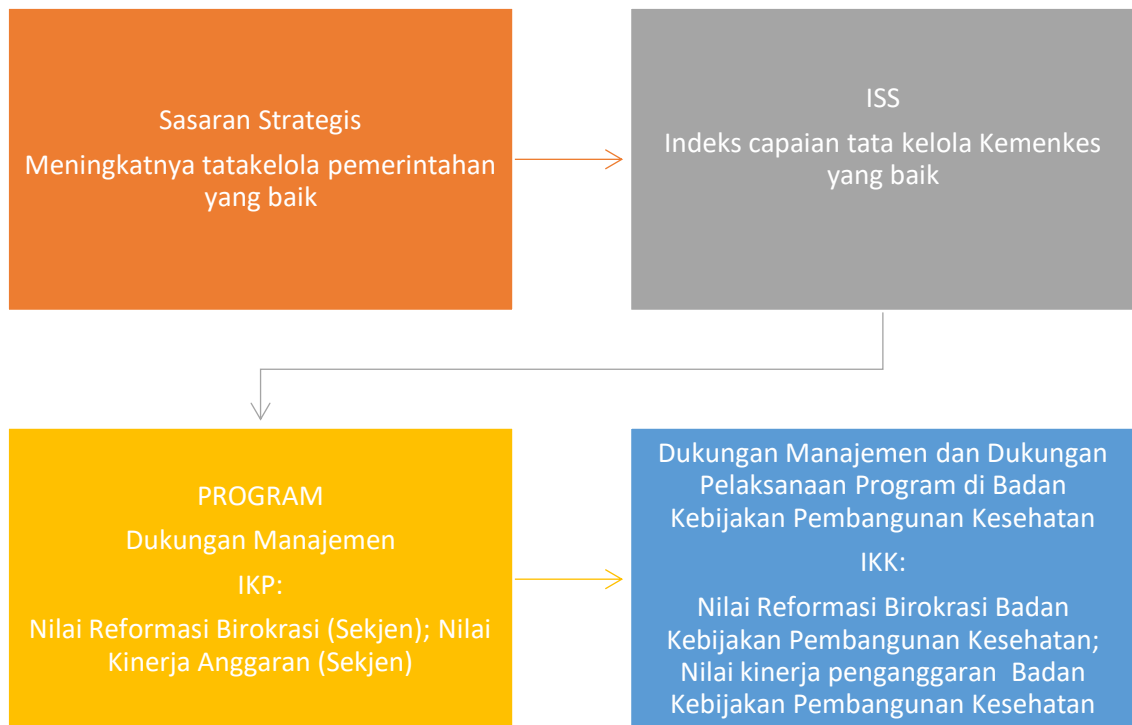 Sasaran Strategis
Meningkatnya tatakelola pemerintahan
yang baik
ISS
Indeks capaian tata kelola Kemenkes
yang baik
PROGRAM
Dukungan Manajemen
IKP:
Nilai Reformasi Birokrasi (Sekjen); Nilai
Kinerja Anggaran (Sekjen)
Dukungan Manajemen dan Dukungan
Pelaksanaan Program di Badan
Kebijakan Pembangunan Kesehatan
IKK:
Nilai Reformasi Birokrasi Badan
Kebijakan Pembangunan Kesehatan;
Nilai kinerja penganggaran Badan
Kebijakan Pembangunan Kesehatan